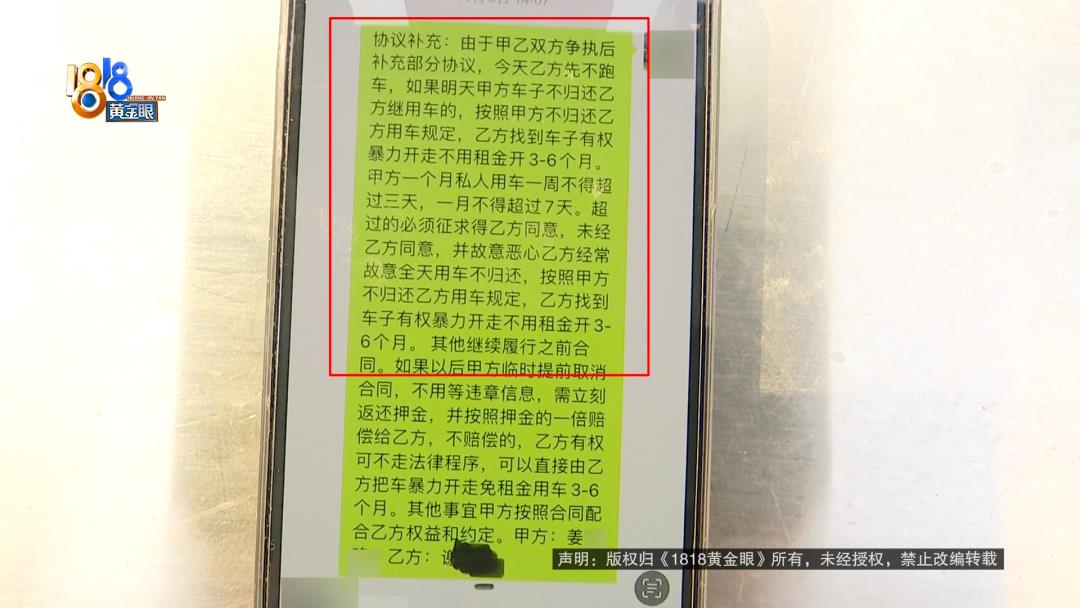 1818
HUANG JIN YAN
黄金眼
协议补充：由于甲乙双方争执后
补充部分协议，今天乙方先不跑
车，如果明天甲方车子不归还乙
方继用车的，按照甲方不归还乙
方用车规定，乙方找到车子有权
暴力开走不用租金开3-6个月。
甲方一个月私人用车一周不得超
过三天，一月不得超过7天。超
过的必须征求得乙方同意，未经
乙方同意，并故意恶心乙方经常
故意全天用车不归还，按照甲方
不归还乙方用车规定，乙方找到
车子有权暴力开走不用租金开3-
6个月。其他继续履行之前合
同。如果以后甲方临时提前取消
合同，不用等违章信息，需立刻
返还押金，并按照押金的一倍赔
偿给乙方，不赔偿的，乙方有权
可不走法律程序，可以直接由乙
方把车暴力开走免租金用车3-6
个月。其他事宜甲方按照合同配
合乙方权益和约定。甲方：姜
乙方：谢
声明：版权归《1818黄金眼》所有，未经授权，禁止改编转载